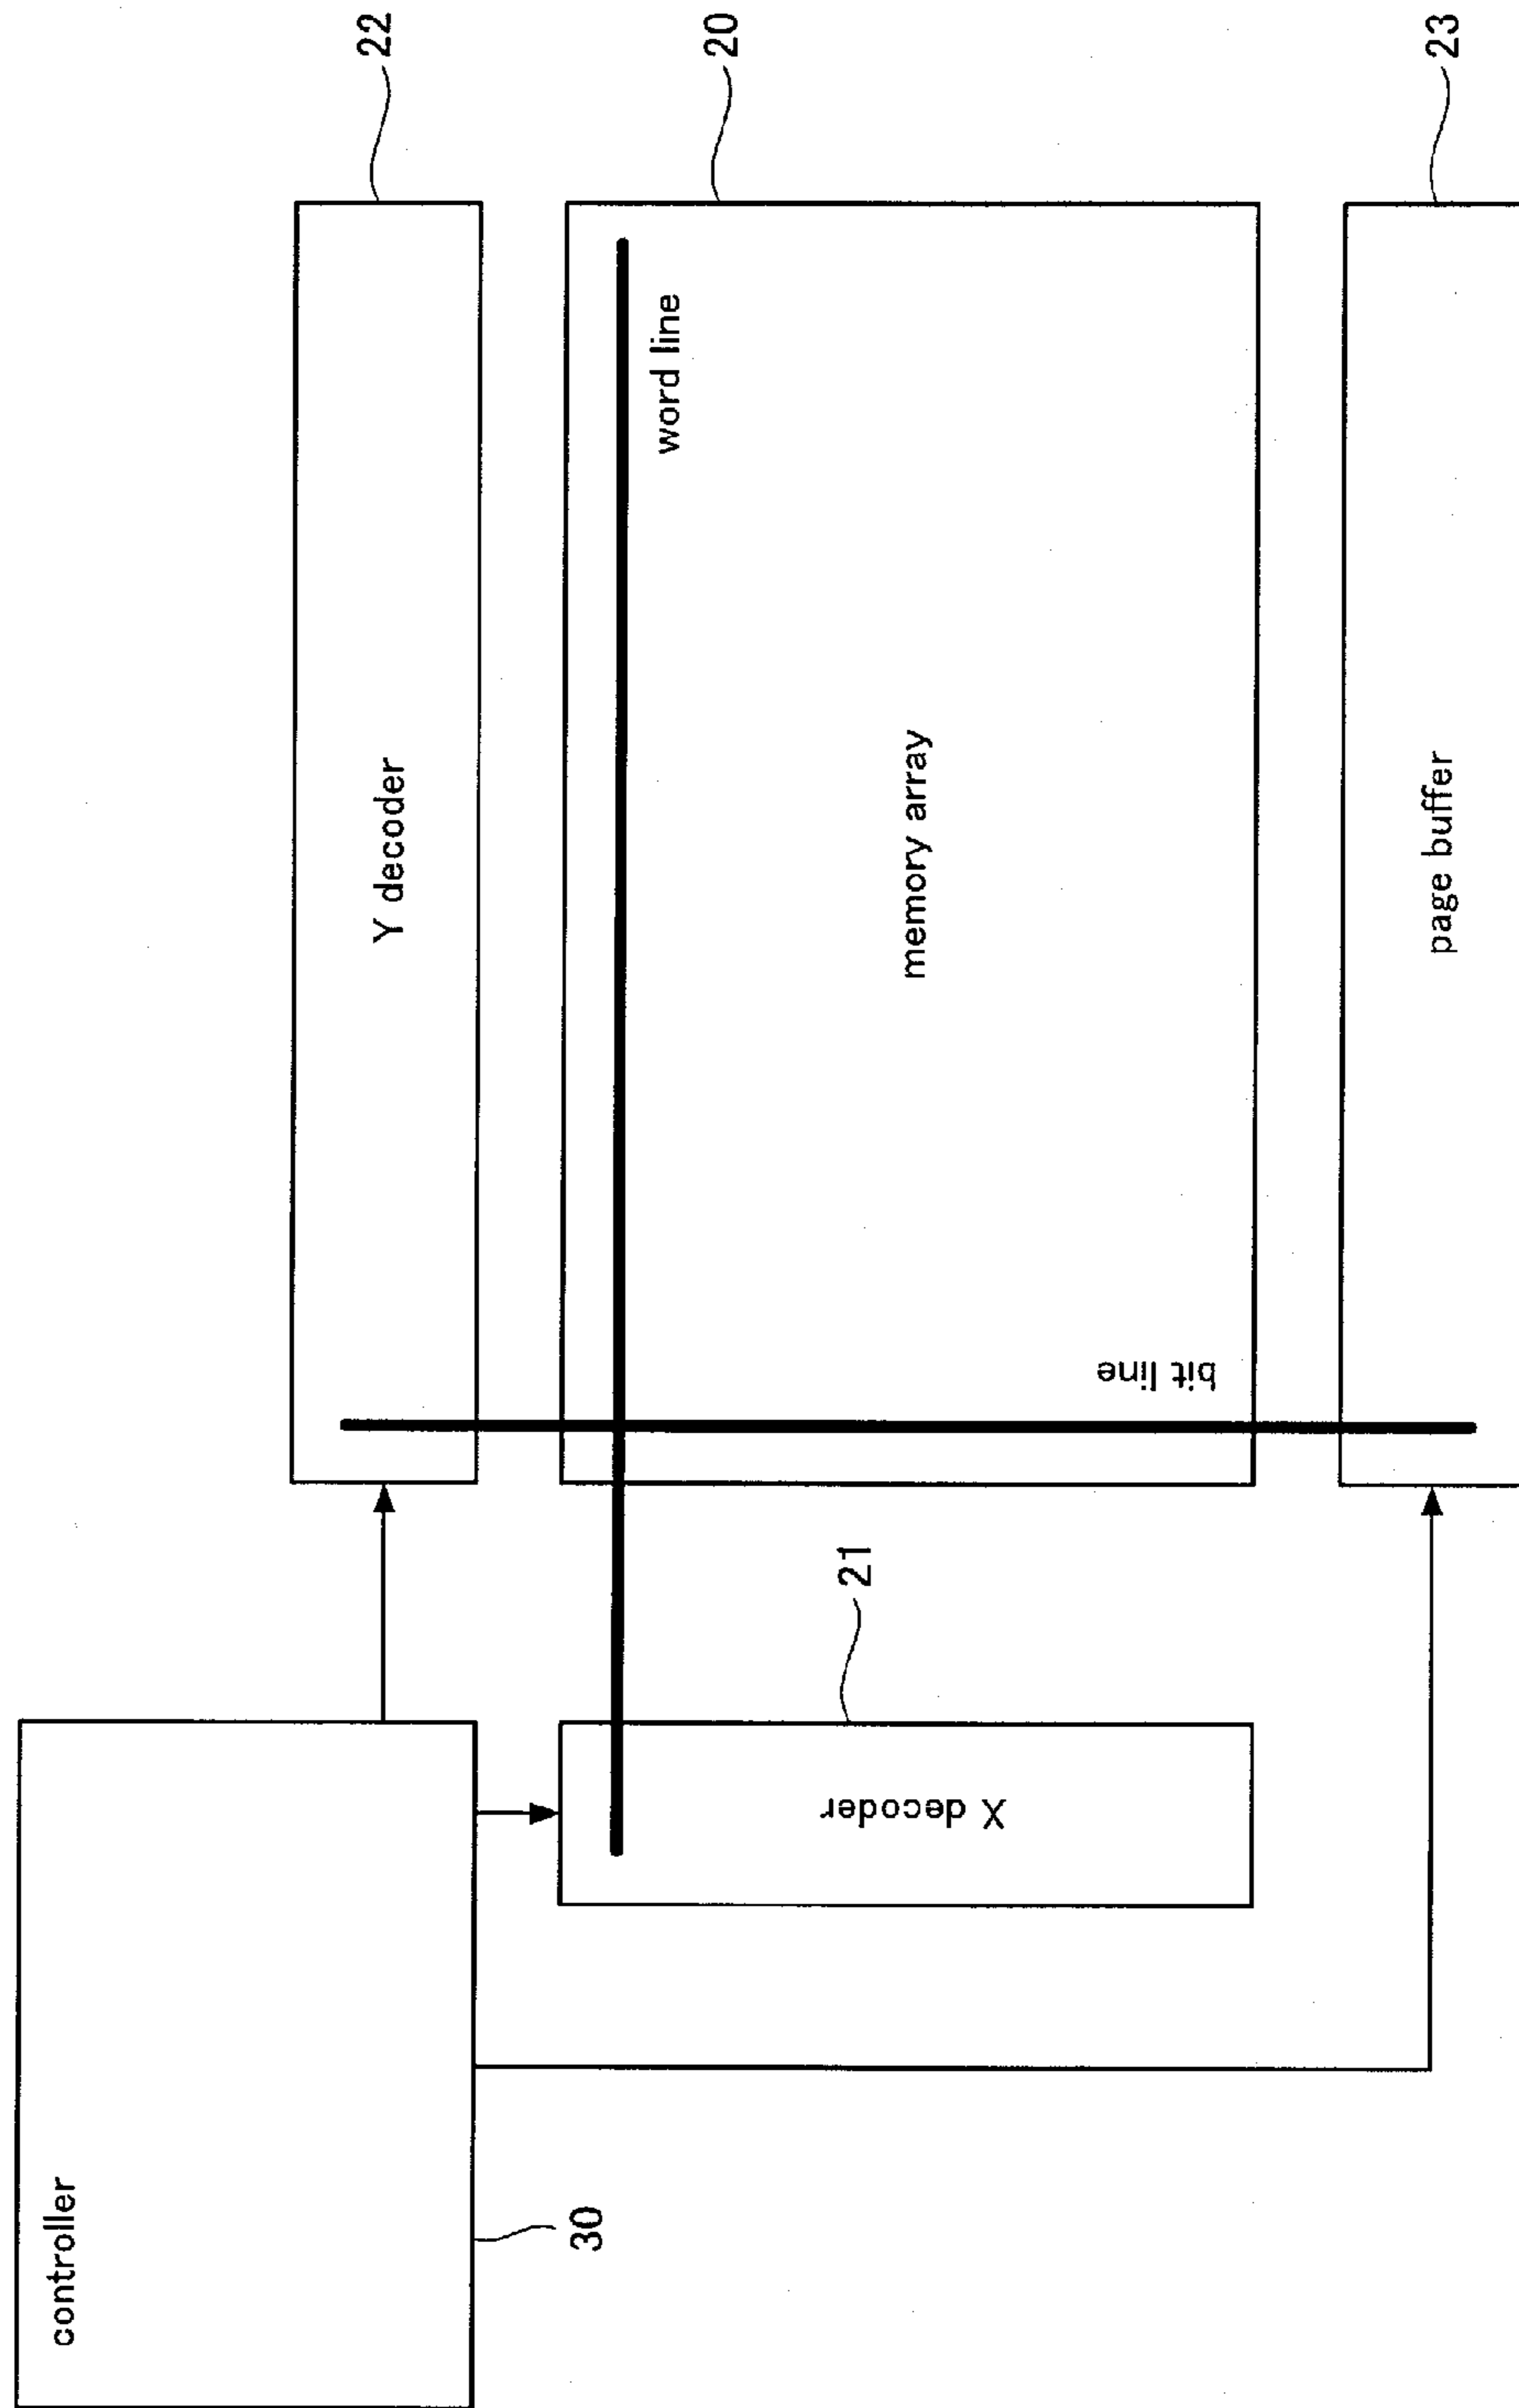 controller
Y decoder
22
30
word line
20
21
X decoder
memory array
bit line
page buffer
23